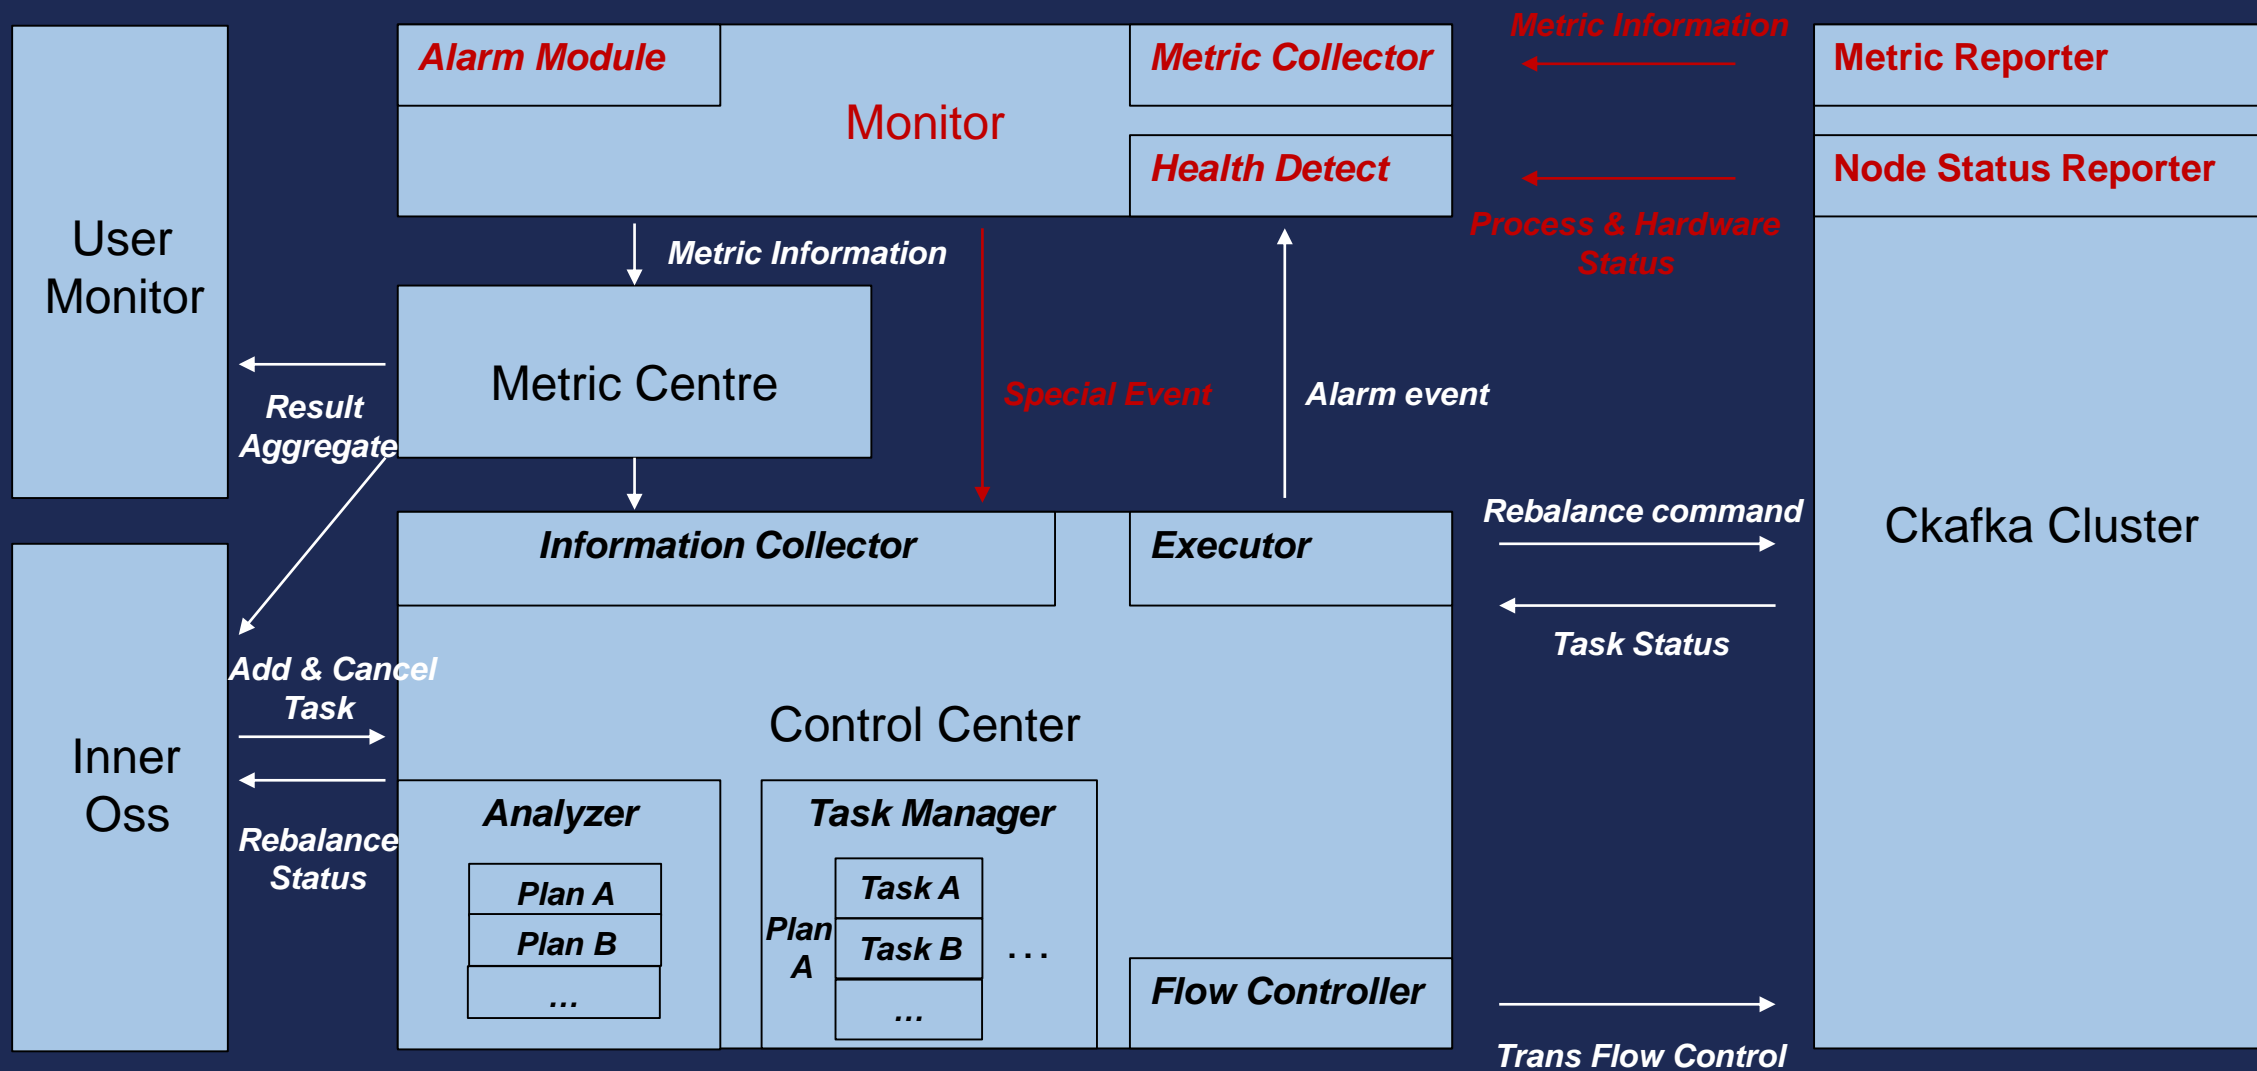 Metric Information
Alarm Module
Metric Collector
Metric Reporter
Monitor
Health Detect
Node Status Reporter
Process & Hardware
Status
User
Monitor
Metric Information
Metric Centre
Result
Aggregate
Special Event
Alarm event
Rebalance command
Ckafka Cluster
Information Collector
Executor
Task Status
Add & Cancel
Task
Control Center
Inner
Oss
Rebalance
Status
Analyzer
Plan A
Plan B
...
Task Manager
Plan
A
Task A
Task B
...
...
Flow Controller
Trans Flow Control